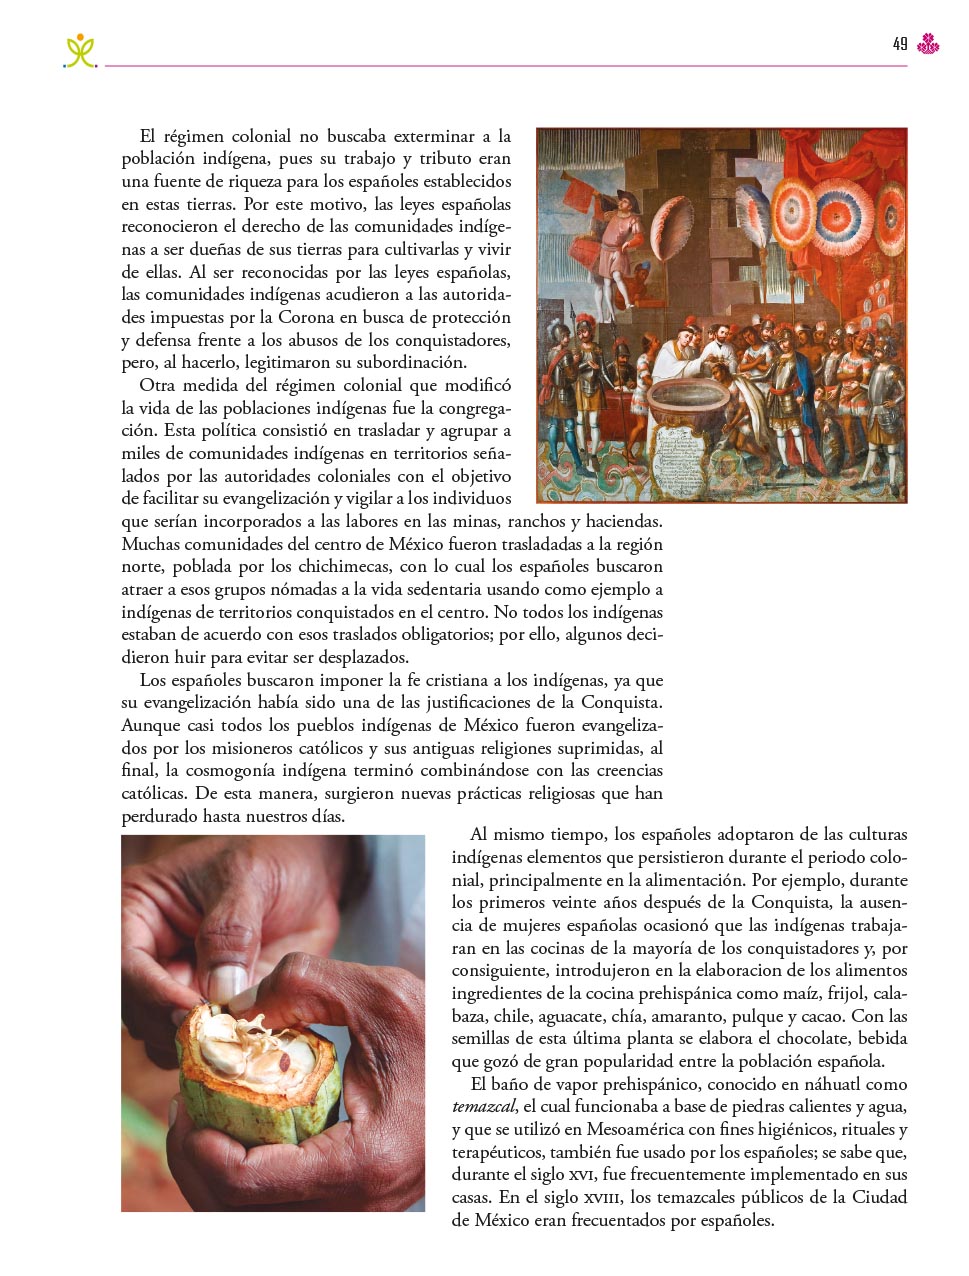 49
El régimen colonial no buscaba exterminar a la
población indígena, pues su trabajo y tributo eran
una fuente de riqueza para los españoles establecidos
en estas tierras. Por este motivo, las leyes españolas
reconocieron el derecho de las comunidades indíge-
nas a ser dueñas de sus tierras para cultivarlas y vivir
de ellas. Al ser reconocidas por las leyes españolas,
las comunidades indígenas acudieron a las autorida-
des impuestas por la Corona en busca de protección
y defensa frente a los abusos de los conquistadores,
pero, al hacerlo, legitimaron su subordinación.
Otra medida del régimen colonial que modificó
la vida de las poblaciones indígenas fue la congrega-
ción. Esta política consistió en trasladar y agrupar a
miles de comunidades indígenas en territorios seña-
lados por las autoridades coloniales con el objetivo
de facilitar su evangelización y vigilar a los individuos
que serían incorporados a las labores en las minas, ranchos y haciendas.
Muchas comunidades del centro de México fueron trasladadas a la región
norte, poblada por los chichimecas, con lo cual los españoles buscaron
atraer a esos grupos nómadas a la vida sedentaria usando como ejemplo a
indígenas de territorios conquistados en el centro. No todos los indígenas
estaban de acuerdo con esos traslados obligatorios; por ello, algunos deci-
dieron huir para evitar ser desplazados.
Los españoles buscaron imponer la fe cristiana a los indígenas, ya que
su evangelización había sido una de las justificaciones de la Conquista.
Aunque casi todos los pueblos indígenas de México fueron evangeliza-
dos por los misioneros católicos y sus antiguas religiones suprimidas, al
final, la cosmogonía indígena terminó combinándose con las creencias
católicas. De esta manera, surgieron nuevas prácticas religiosas que han
perdurado hasta nuestros días.
Al mismo tiempo, los españoles adoptaron de las culturas
indígenas elementos que persistieron durante el periodo colo-
nial, principalmente en la alimentación. Por ejemplo, durante
los primeros veinte años después de la Conquista, la ausen-
cia de mujeres españolas ocasionó que las indígenas trabaja-
ran en las cocinas de la mayoría de los conquistadores y, por
consiguiente, introdujeron en la elaboracion de los alimentos
ingredientes de la cocina prehispánica como maíz, frijol, cala-
baza, chile, aguacate, chía, amaranto, pulque y cacao. Con las
semillas de esta última planta se elabora el chocolate, bebida
que gozó de gran popularidad entre la población española.
El baño de vapor prehispánico, conocido en náhuatl como
temazcal, el cual funcionaba a base de piedras calientes y agua,
y que se utilizó en Mesoamérica con fines higiénicos, rituales y
terapéuticos, también fue usado por los españoles; se sabe que,
durante el siglo XVI, fue frecuentemente implementado en sus
casas. En el siglo XVIII, los temazcales públicos de la Ciudad
de México eran frecuentados por españoles.